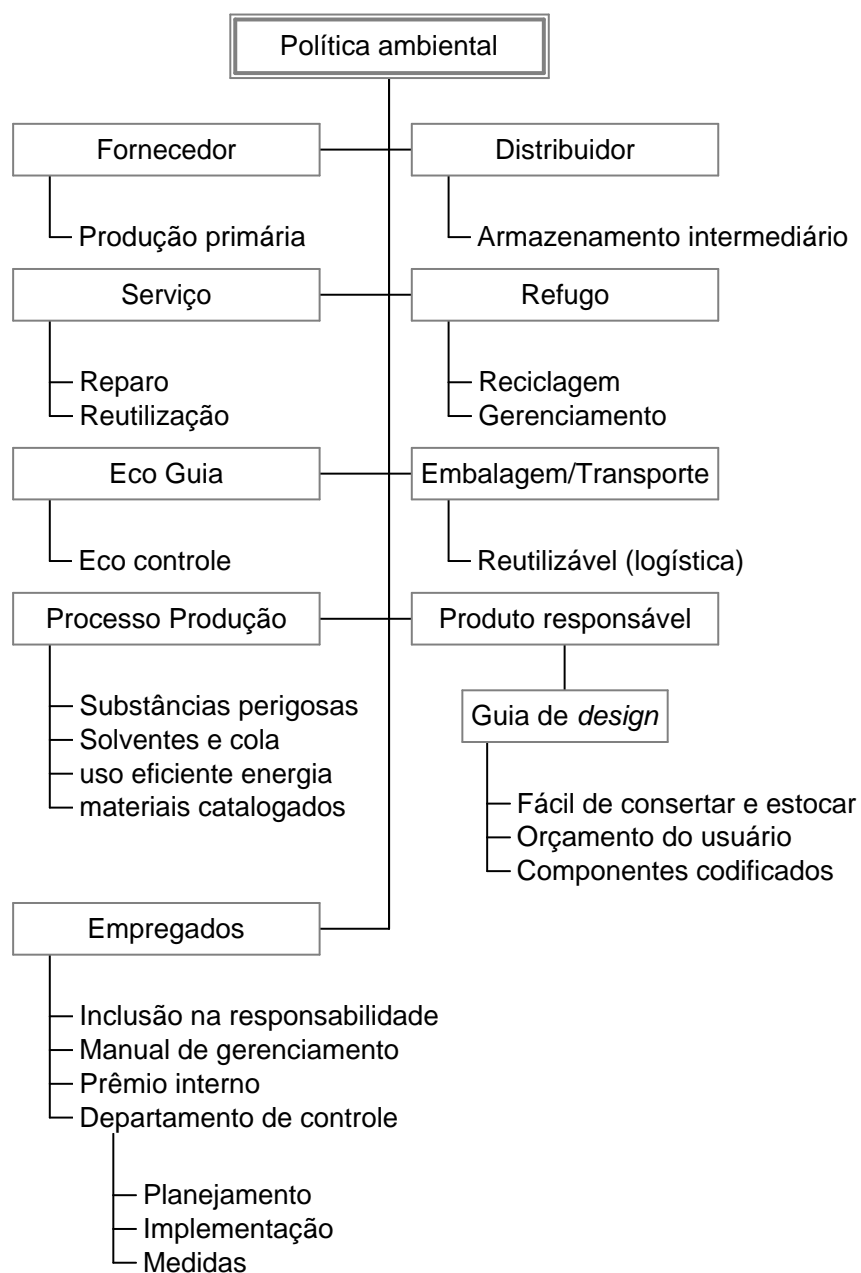 Política ambiental
Fornecedor
Distribuidor
Produção primária
Armazenamento intermediário
Serviço
Refugo
Reparo
Reutilização
Reciclagem
Gerenciamento
Eco Guia
Embalagem/Transporte
Eco controle
Reutilizável (logística)
Processo Produção
Produto responsável
Substâncias perigosas
Solventes e cola
uso eficiente energia
materiais catalogados
Guia de design
Fácil de consertar e estocar
Orçamento do usuário
Componentes codificados
Empregados
Inclusão na responsabilidade
Manual de gerenciamento
Prêmio interno
Departamento de controle
Planejamento
Implementação
Medidas